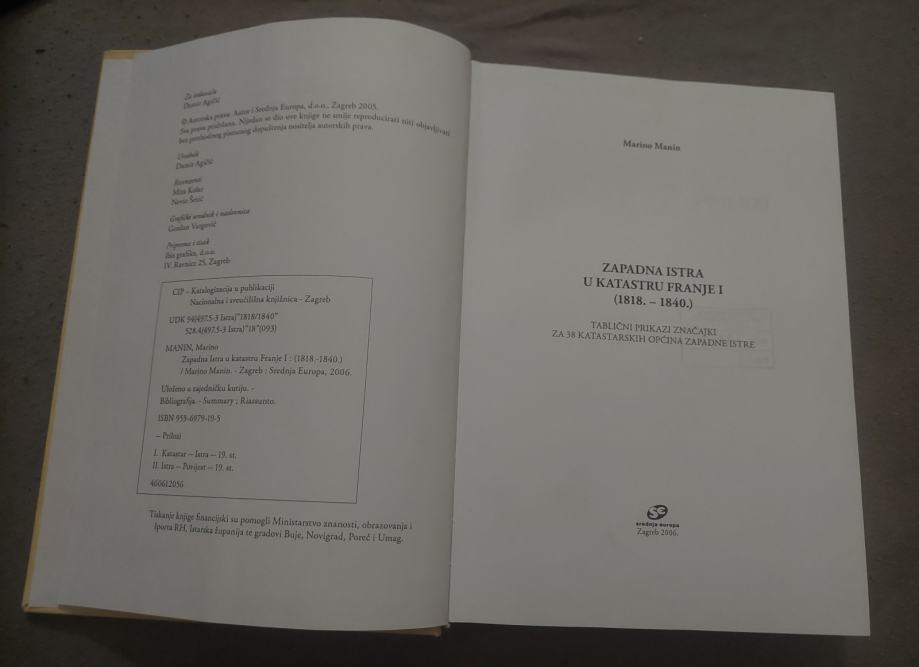 Za izdavača
Damir Agičić
© Autorska prava: Autor i Srednja Europa, d.o.o., Zagreb 2005.
Sva prava pridržana. Nijedan se dio ove knjige ne smije reproducirati niti objavljivati
bez prethodnog pismenog dopuštenja nositelja autorskih prava.
Urednik
Damir Agičić
Recenzenti
Mira Kolar
Nevio Šetić
Grafički urednik i naslovnica
Gordan Vargović
Priprema i tisak
Ibis grafika, d.o.o.
IV. Ravnice 25, Zagreb
CIP – Katalogizacija u publikaciji
Nacionalna i sveučilišna knjižnica - Zagreb
UDK 94(497.5-3 Istra)"1818/1840"
528.4(497.5-3 Istra)"18"(093)
MANIN, Marino
Zapadna Istra u katastru Franje I : (1818.-1840.)
/ Marino Manin. - Zagreb : Srednja Europa, 2006.
Uloženo u zajedničku kutiju. -
Bibliografija. - Summary ; Riassunto.
ISBN 953-6979-19-5
– Prilozi
I. Katastar – Istra – 19. st.
II. Istra – Povijest – 19. st.
460612056
Tiskanje knjige financijski su pomogli Ministarstvo znanosti, obrazovanja i
športa RH, Istarska županija te gradovi Buje, Novigrad, Poreč i Umag.
Marino Manin
ZAPADNA ISTRA
U KATASTRU FRANJE I
(1818. – 1840.)
TABLIČNI PRIKAZI ZNAČAJKI
ZA 38 KATASTARSKIH OPĆINA ZAPADNE ISTRE
se
srednja europa
Zagreb 2006.